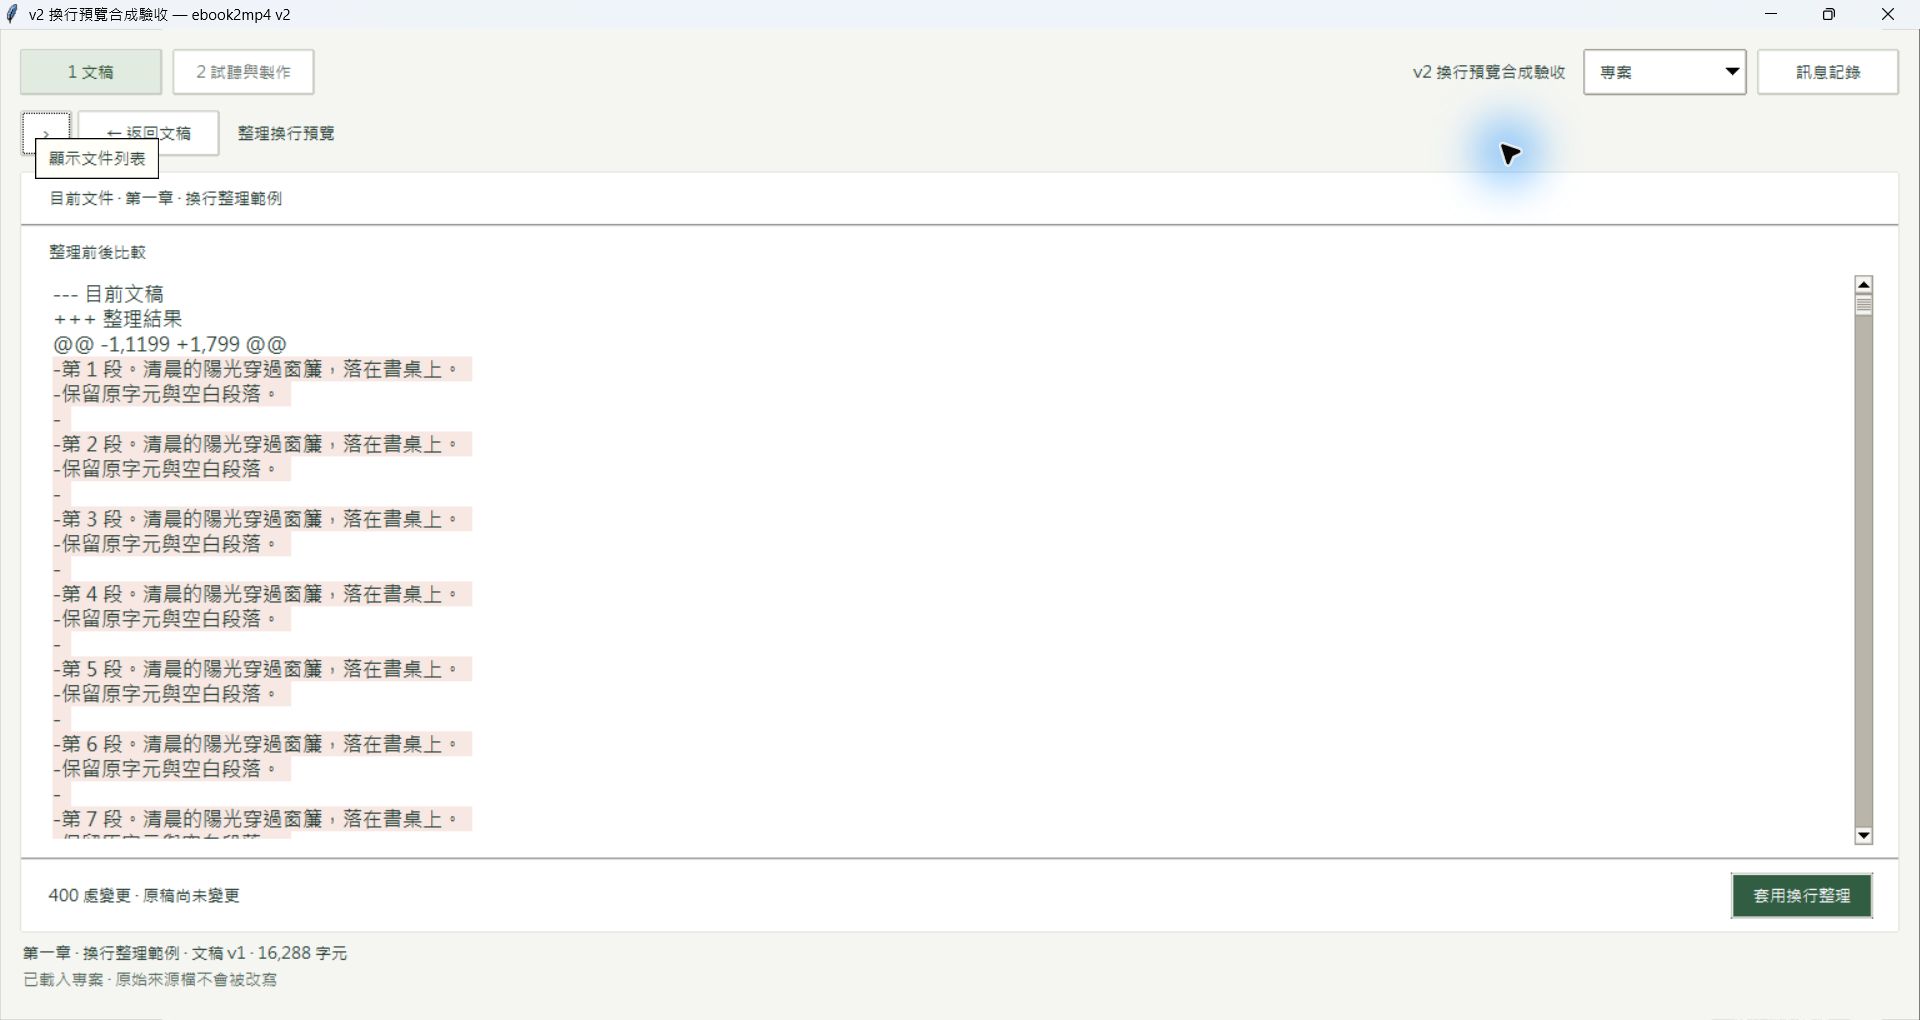 v2 換行預覽合成驗收 — ebook2mp4 v2
1 文稿
2 試聽與製作
v2 換行預覽合成驗收
專案
訊息記錄
›
← 返回文稿
整理換行預覽
顯示文件列表
目前文件 · 第一章 · 換行整理範例
整理前後比較
--- 目前文稿
+++ 整理結果
@@ -1,1199 +1,799 @@
-第 1 段。清晨的陽光穿過窗簾，落在書桌上。
-保留原字元與空白段落。
-
-第 2 段。清晨的陽光穿過窗簾，落在書桌上。
-保留原字元與空白段落。
-
-第 3 段。清晨的陽光穿過窗簾，落在書桌上。
-保留原字元與空白段落。
-
-第 4 段。清晨的陽光穿過窗簾，落在書桌上。
-保留原字元與空白段落。
-
-第 5 段。清晨的陽光穿過窗簾，落在書桌上。
-保留原字元與空白段落。
-
-第 6 段。清晨的陽光穿過窗簾，落在書桌上。
-保留原字元與空白段落。
-
-第 7 段。清晨的陽光穿過窗簾，落在書桌上。
400 處變更 · 原稿尚未變更
套用換行整理
第一章 · 換行整理範例 · 文稿 v1 · 16,288 字元
已載入專案 · 原始來源檔不會被改寫